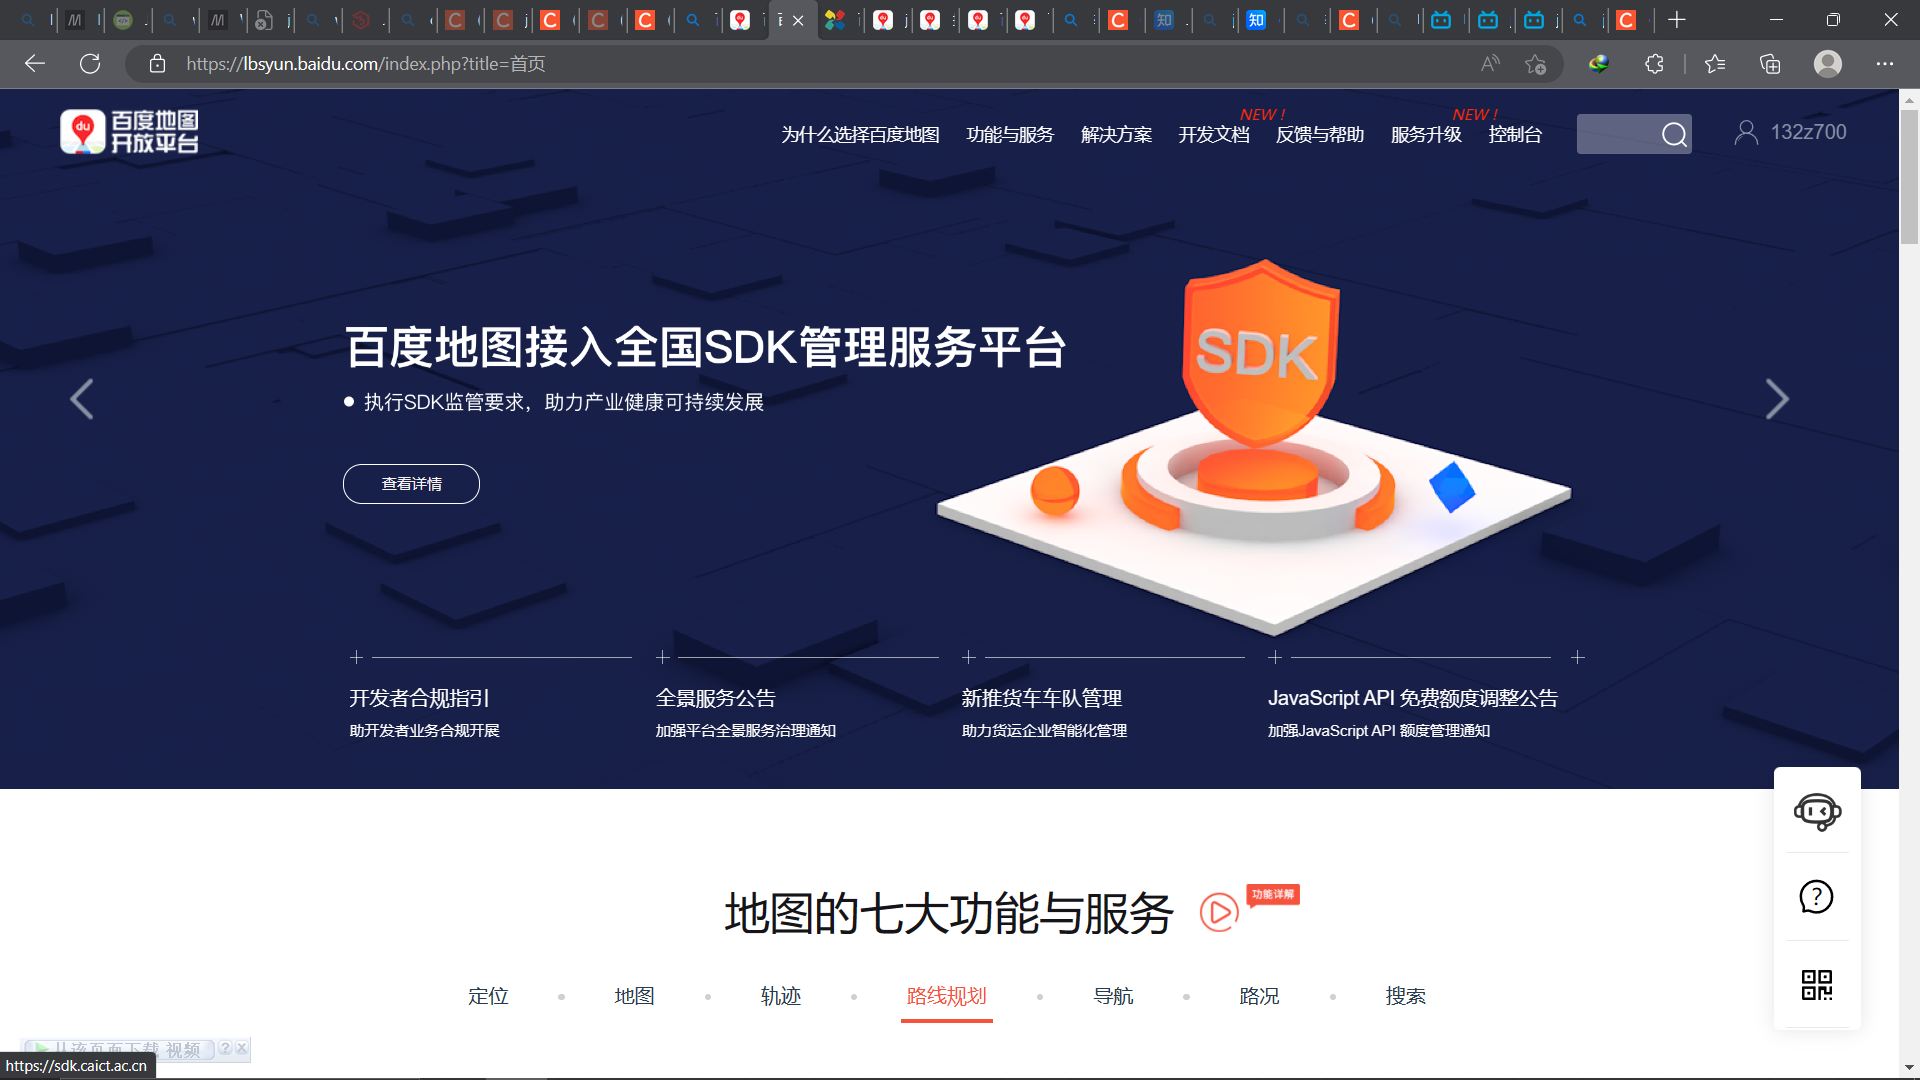 https://lbsyun.baidu.com/index.php?title=首页
百度地图
开放平台
NEW !
NEW !
为什么选择百度地图
功能与服务
解决方案
开发文档
反馈与帮助
服务升级
控制台
132z700
百度地图接入全国SDK管理服务平台
执行SDK监管要求，助力产业健康可持续发展
查看详情
SDK
开发者合规指引
助开发者业务合规开展
全景服务公告
加强平台全景服务治理通知
新推货车车队管理
助力货运企业智能化管理
JavaScript API 免费额度调整公告
加强JavaScript API 额度管理通知
地图的七大功能与服务
功能详解
定位
地图
轨迹
路线规划
导航
路况
搜索
从该页面下载 视频
https://sdk.caict.ac.cn